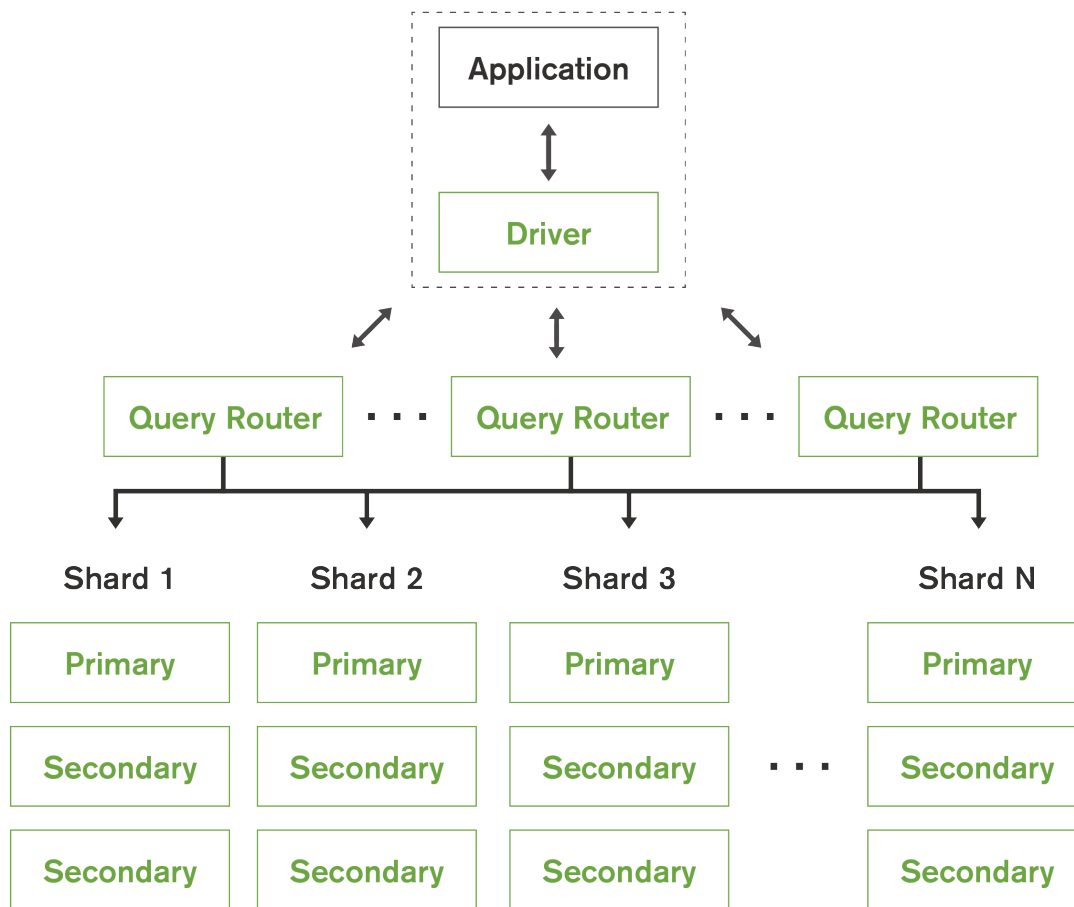 Application
Driver
Query Router . . . Query Router . . . Query Router
Shard 1 Shard 2 Shard 3 Shard N
Primary Primary Primary Primary
Secondary Secondary Secondary . . . Secondary
Secondary Secondary Secondary Secondary